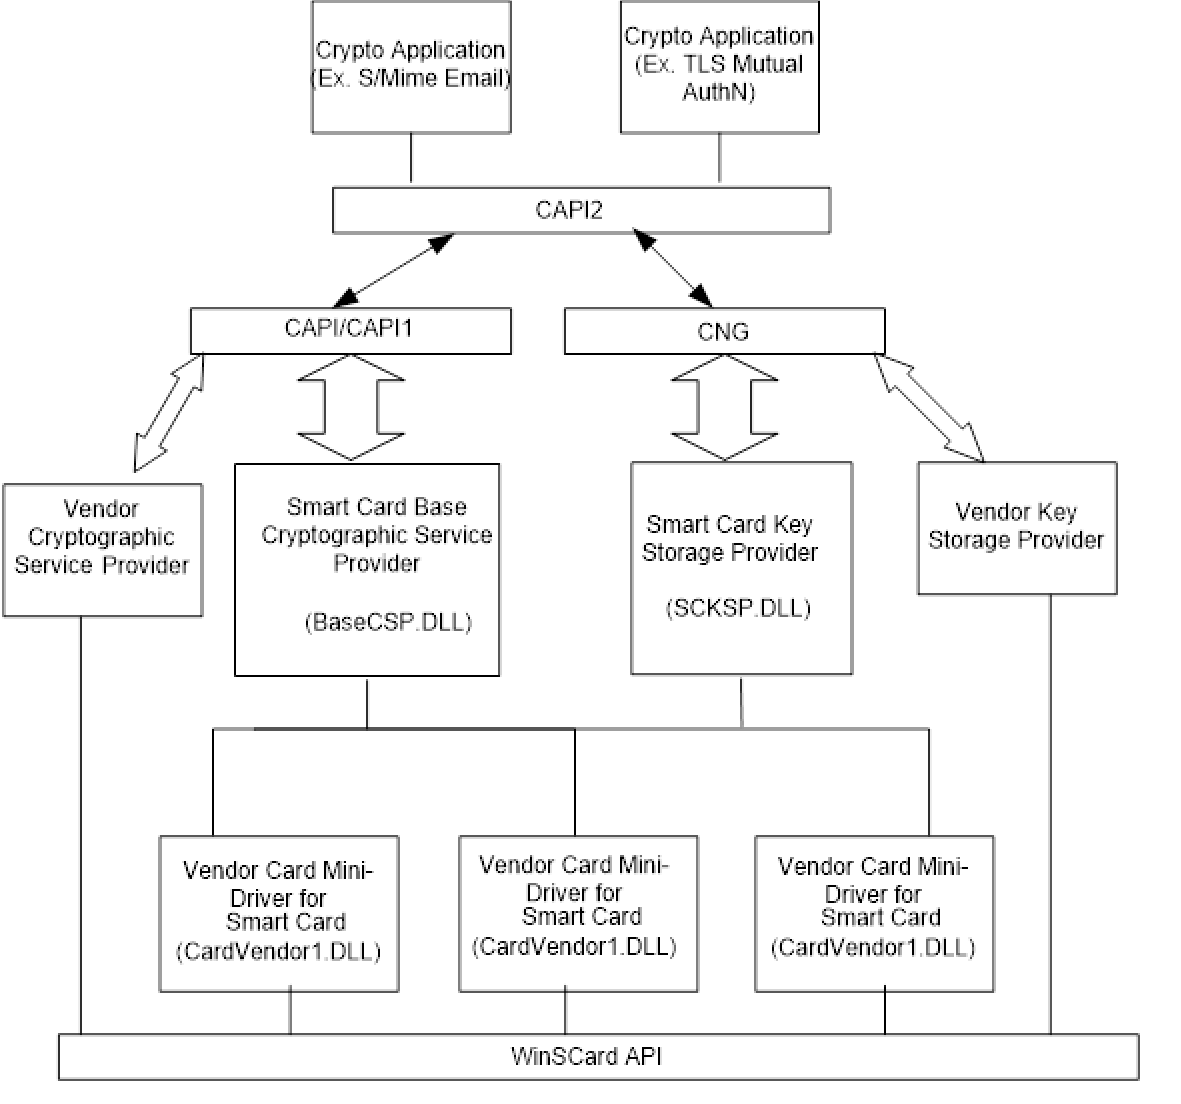 Crypto Application
(Ex. S/Mime Email)
Crypto Application
(Ex. TLS Mutual
AuthN)
CAPI2
CAPI/CAPI1
CNG
Vendor
Cryptographic
Service Provider
Smart Card Base
Cryptographic Service
Provider
(BaseCSP.DLL)
Smart Card Key
Storage Provider
(SCKSP.DLL)
Vendor Key
Storage Provider
Vendor Card Mini-
Driver for
Smart Card
(CardVendor1.DLL)
Vendor Card Mini-
Driver for
Smart Card
(CardVendor1.DLL)
Vendor Card Mini-
Driver for
Smart Card
(CardVendor1.DLL)
WinSCard API